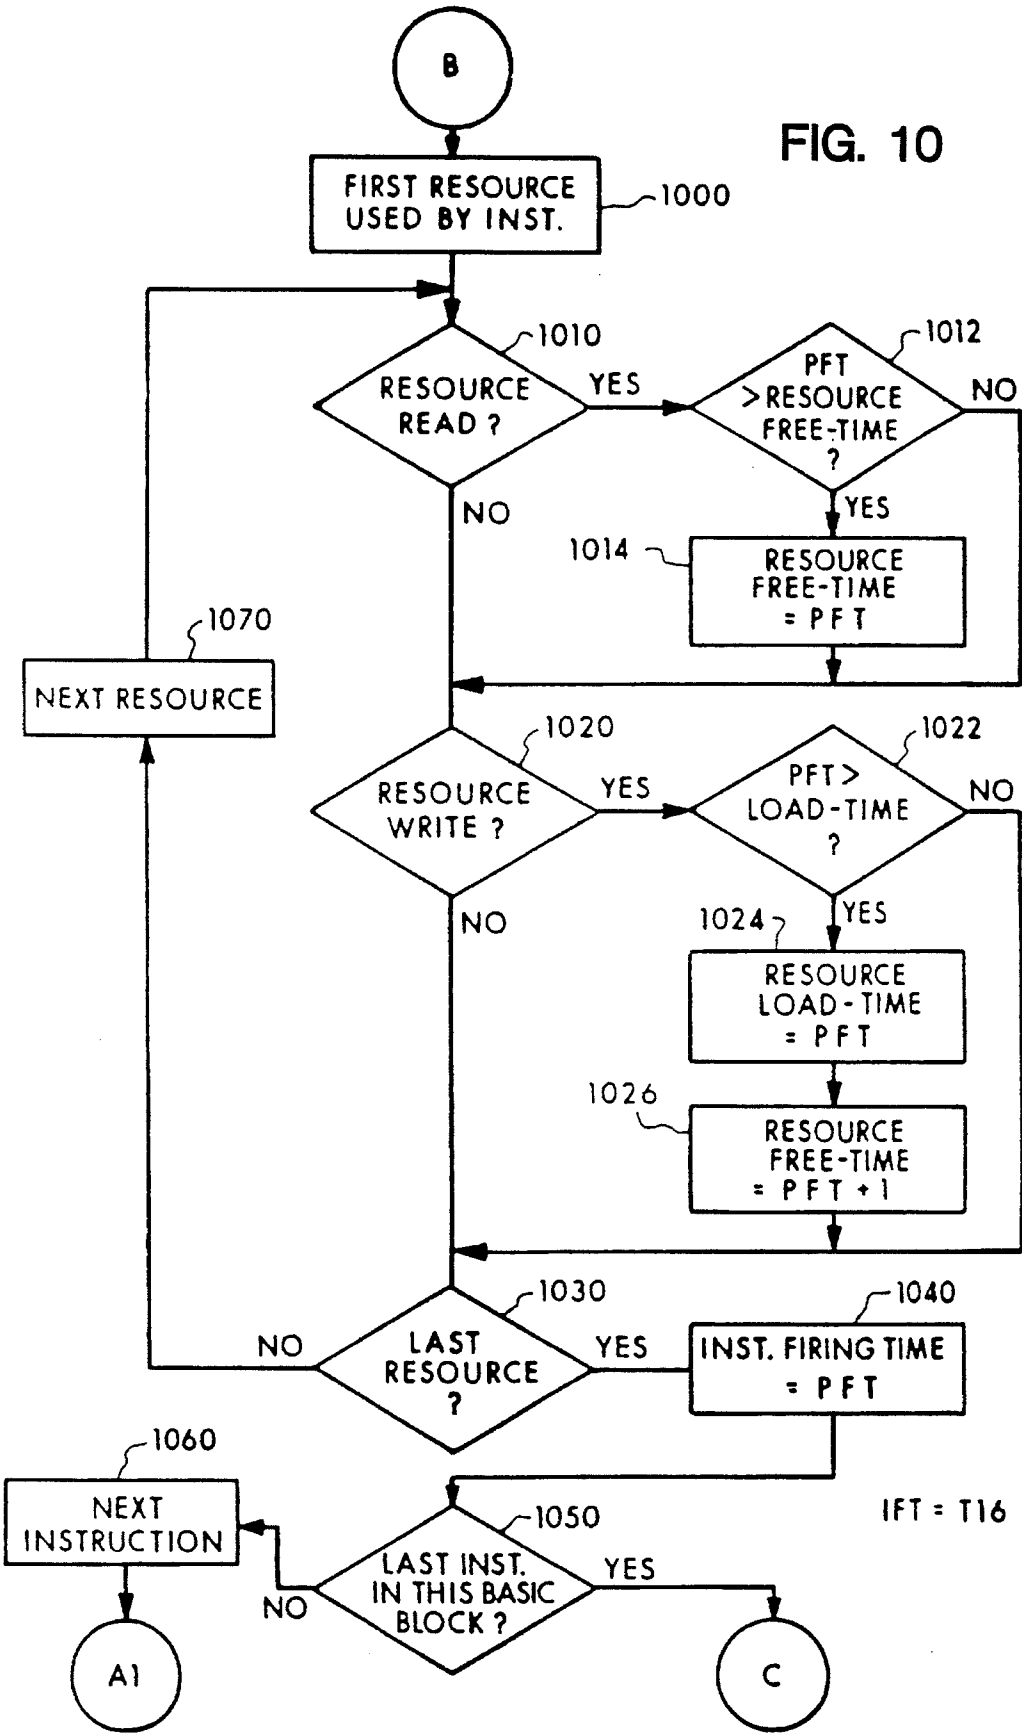 B
FIG. 10
FIRST RESOURCE
USED BY INST.
1000
1010
RESOURCE
READ ?
YES
NO
1012
PFT
> RESOURCE
FREE-TIME
?
NO
YES
1014
RESOURCE
FREE-TIME
= PFT
1070
NEXT RESOURCE
1020
RESOURCE
WRITE ?
YES
NO
1022
PFT >
LOAD-TIME
?
NO
YES
1024
RESOURCE
LOAD-TIME
= PFT
1026
RESOURCE
FREE-TIME
= PFT + 1
1030
LAST
RESOURCE
?
NO
YES
1040
INST. FIRING TIME
= PFT
1060
NEXT
INSTRUCTION
1050
LAST INST.
IN THIS BASIC
BLOCK ?
NO
YES
IFT = T16
A1
C